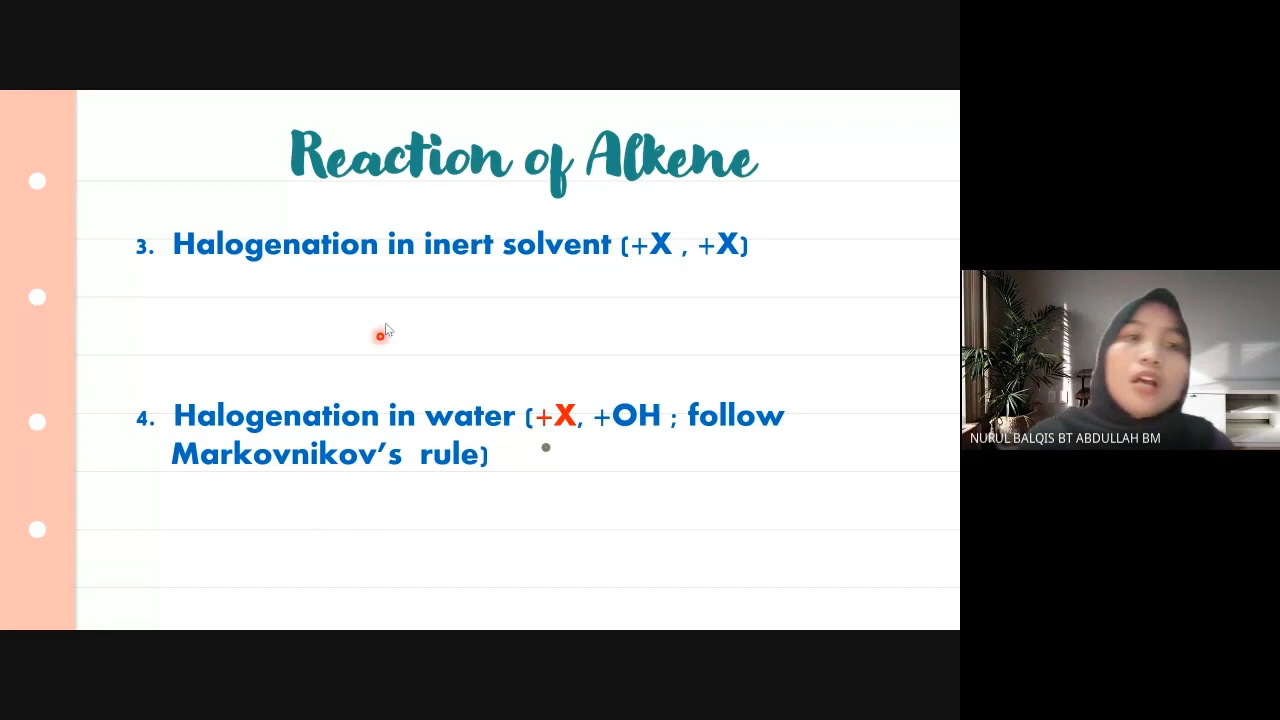 Reaction of Alkene
3. Halogenation in inert solvent (+X , +X)
4. Halogenation in water (+X, +OH ; follow
Markovnikov’s rule)
NURUL BALQIS BT ABDULLAH BM